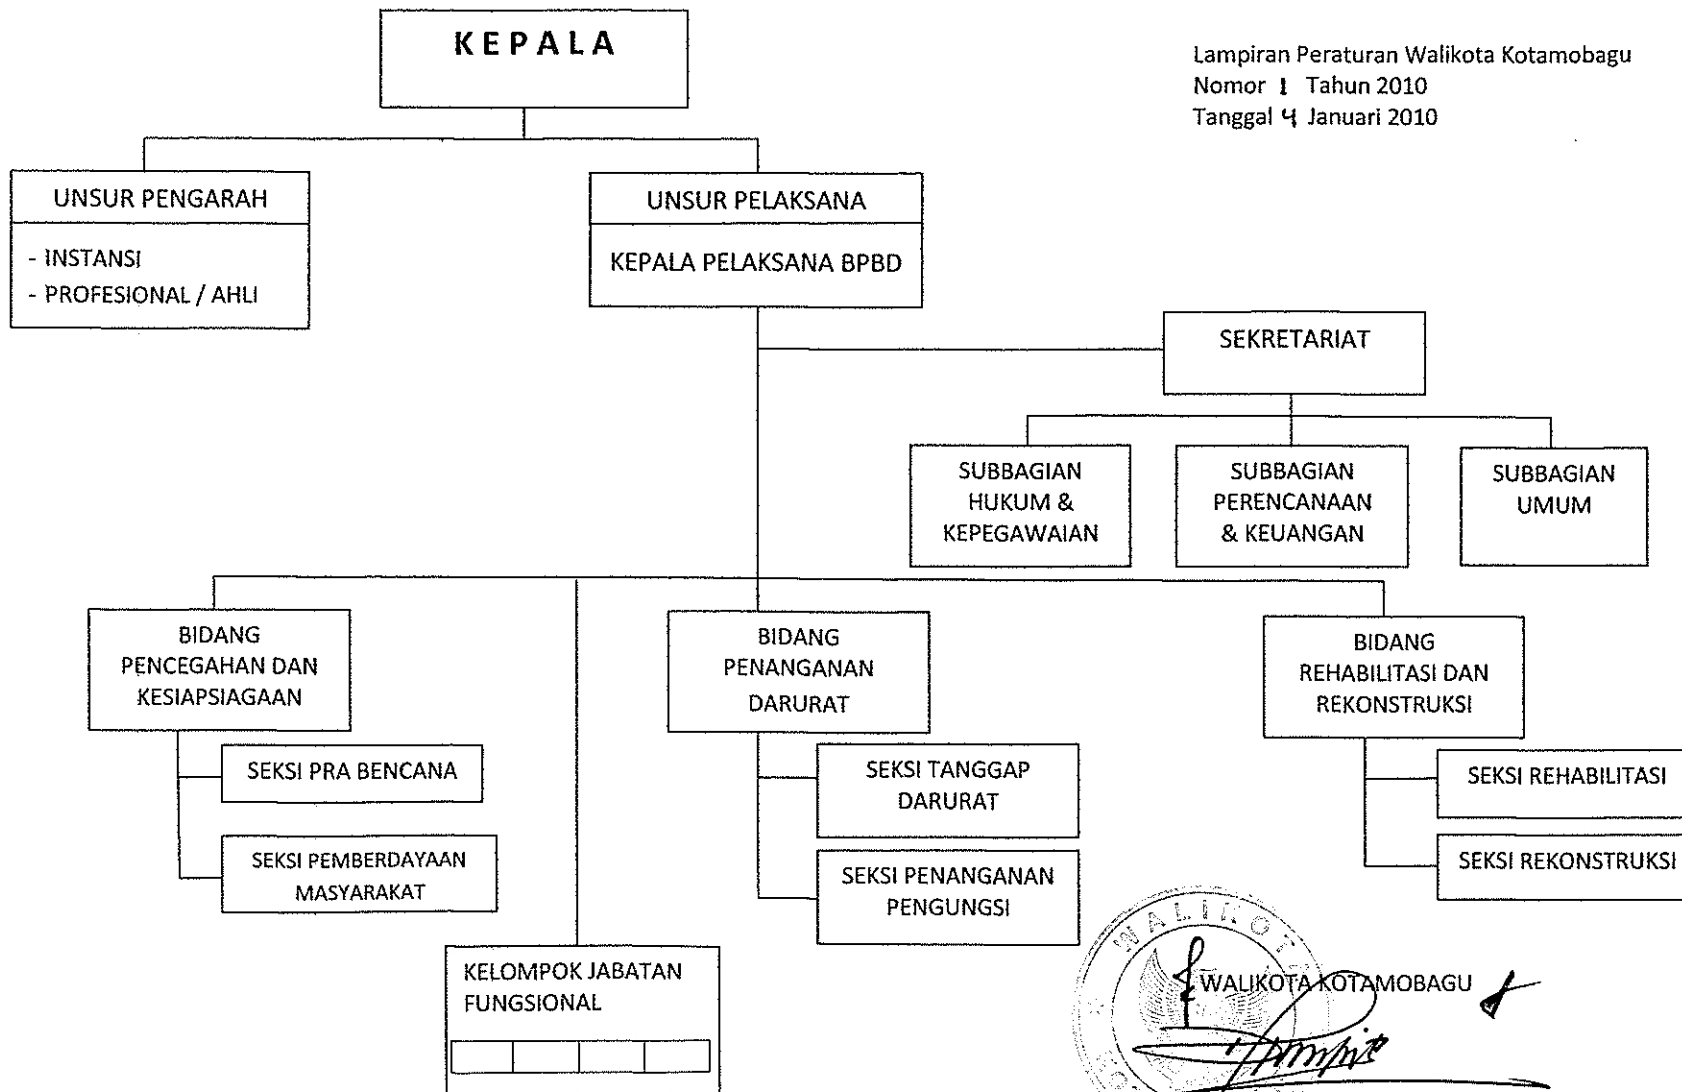 KEPALA
Lampiran Peraturan Walikota Kotamobagu
Nomor 1 Tahun 2010
Tanggal 4 Januari 2010
UNSUR PENGARAH
- INSTANSI
- PROFESIONAL / AHLI
UNSUR PELAKSANA
KEPALA PELAKSANA BPBD
SEKRETARIAT
SUBBAGIAN
HUKUM &
KEPEGAWAIAN
SUBBAGIAN
PERENCANAAN
& KEUANGAN
SUBBAGIAN
UMUM
BIDANG
PENCEGAHAN DAN
KESIAPSIAGAAN
BIDANG
PENANGANAN
DARURAT
BIDANG
REHABILITASI DAN
REKONSTRUKSI
SEKSI PRA BENCANA
SEKSI PEMBERDAYAAN
MASYARAKAT
SEKSI TANGGAP
DARURAT
SEKSI PENANGANAN
PENGUNGSI
SEKSI REHABILITASI
SEKSI REKONSTRUKSI
KELOMPOK JABATAN
FUNGSIONAL
WALIKOTA
WALIKOTA KOTAMOBAGU